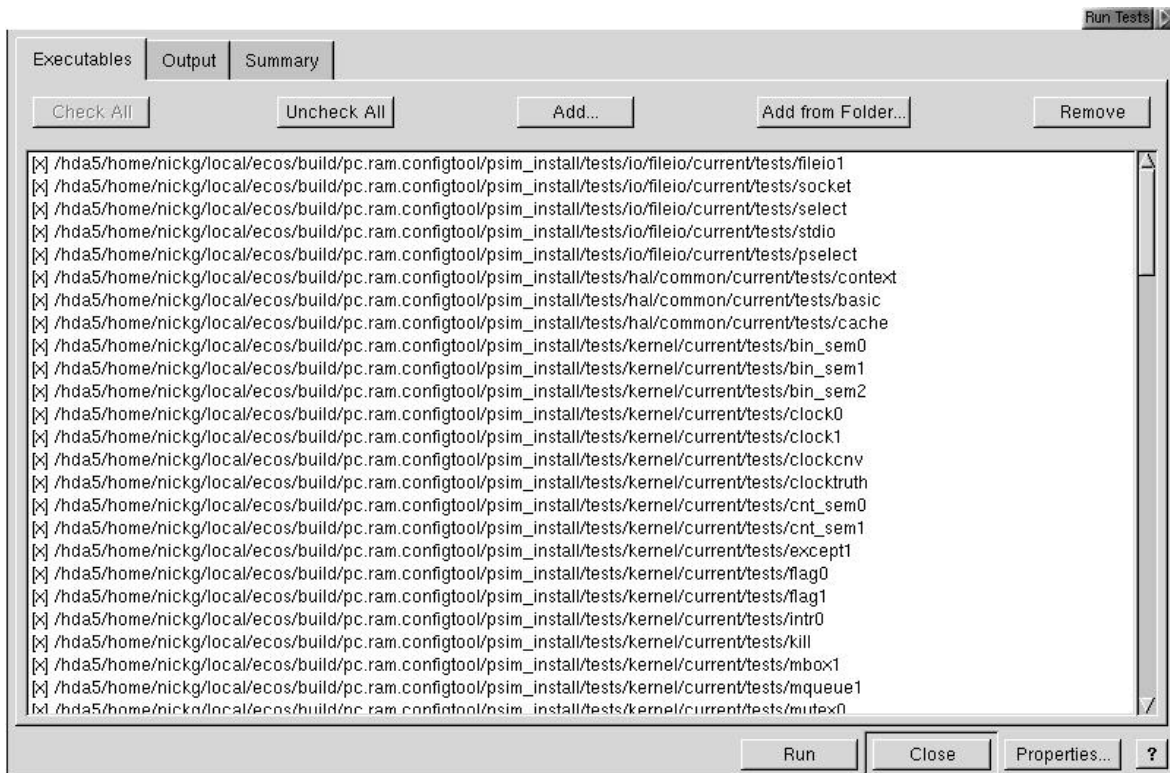 Run Tests
Executables Output Summary
Check All Uncheck All Add... Add from Folder... Remove
[x] /hda5/home/nickg/local/ecos/build/pc.ram.configtool/psim_install/tests/io/fileio/current/tests/fileio1
[x] /hda5/home/nickg/local/ecos/build/pc.ram.configtool/psim_install/tests/io/fileio/current/tests/socket
[x] /hda5/home/nickg/local/ecos/build/pc.ram.configtool/psim_install/tests/io/fileio/current/tests/select
[x] /hda5/home/nickg/local/ecos/build/pc.ram.configtool/psim_install/tests/io/fileio/current/tests/stdio
[x] /hda5/home/nickg/local/ecos/build/pc.ram.configtool/psim_install/tests/io/fileio/current/tests/pselect
[x] /hda5/home/nickg/local/ecos/build/pc.ram.configtool/psim_install/tests/hal/common/current/tests/context
[x] /hda5/home/nickg/local/ecos/build/pc.ram.configtool/psim_install/tests/hal/common/current/tests/basic
[x] /hda5/home/nickg/local/ecos/build/pc.ram.configtool/psim_install/tests/hal/common/current/tests/cache
[x] /hda5/home/nickg/local/ecos/build/pc.ram.configtool/psim_install/tests/kernel/current/tests/bin_sem0
[x] /hda5/home/nickg/local/ecos/build/pc.ram.configtool/psim_install/tests/kernel/current/tests/bin_sem1
[x] /hda5/home/nickg/local/ecos/build/pc.ram.configtool/psim_install/tests/kernel/current/tests/bin_sem2
[x] /hda5/home/nickg/local/ecos/build/pc.ram.configtool/psim_install/tests/kernel/current/tests/clock0
[x] /hda5/home/nickg/local/ecos/build/pc.ram.configtool/psim_install/tests/kernel/current/tests/clock1
[x] /hda5/home/nickg/local/ecos/build/pc.ram.configtool/psim_install/tests/kernel/current/tests/clockcnv
[x] /hda5/home/nickg/local/ecos/build/pc.ram.configtool/psim_install/tests/kernel/current/tests/clocktruth
[x] /hda5/home/nickg/local/ecos/build/pc.ram.configtool/psim_install/tests/kernel/current/tests/cnt_sem0
[x] /hda5/home/nickg/local/ecos/build/pc.ram.configtool/psim_install/tests/kernel/current/tests/cnt_sem1
[x] /hda5/home/nickg/local/ecos/build/pc.ram.configtool/psim_install/tests/kernel/current/tests/except1
[x] /hda5/home/nickg/local/ecos/build/pc.ram.configtool/psim_install/tests/kernel/current/tests/flag0
[x] /hda5/home/nickg/local/ecos/build/pc.ram.configtool/psim_install/tests/kernel/current/tests/flag1
[x] /hda5/home/nickg/local/ecos/build/pc.ram.configtool/psim_install/tests/kernel/current/tests/intr0
[x] /hda5/home/nickg/local/ecos/build/pc.ram.configtool/psim_install/tests/kernel/current/tests/kill
[x] /hda5/home/nickg/local/ecos/build/pc.ram.configtool/psim_install/tests/kernel/current/tests/mbox1
[x] /hda5/home/nickg/local/ecos/build/pc.ram.configtool/psim_install/tests/kernel/current/tests/mqueue1
[x] /hda5/home/nickg/local/ecos/build/pc.ram.configtool/psim_install/tests/kernel/current/tests/mutex0
Run Close Properties... ?